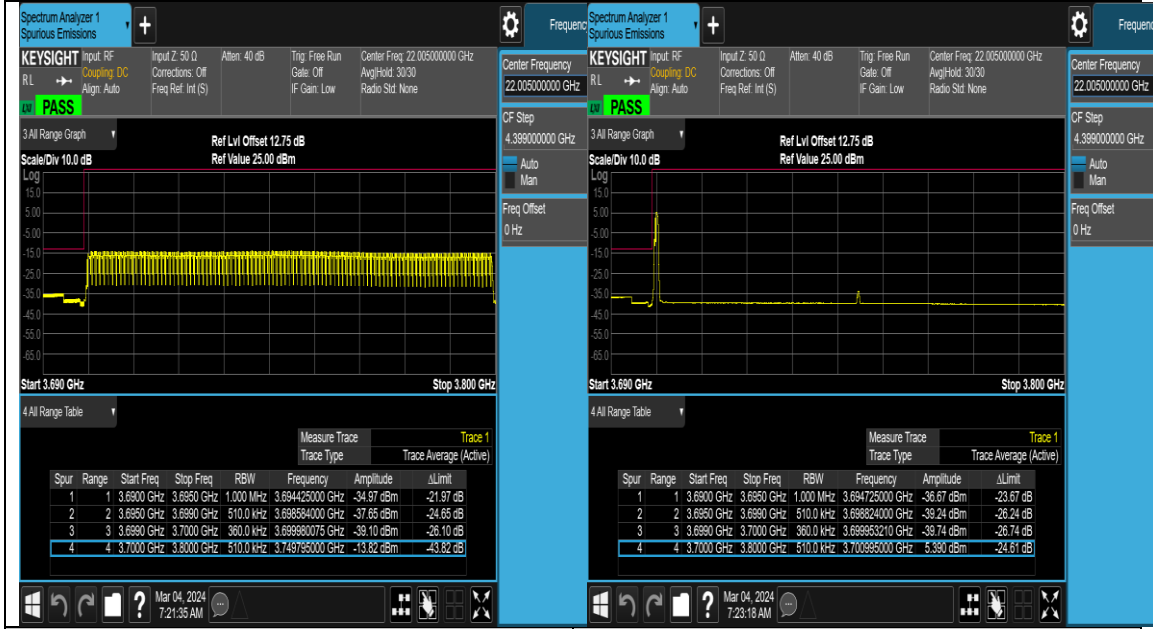 Spectrum Analyzer 1
Spurious Emissions
Frequenc
KEYSIGHT Input: RF Input Z: 50 Ω Atten: 40 dB Trig: Free Run Center Freq: 22.005000000 GHz
RL Coupling: DC Corrections: Off Gate: Off Avg|Hold: 30/30
Align: Auto Freq Ref: Int (S) IF Gain: Low Radio Std: None
LXI PASS
Center Frequency
22.005000000 GHz
CF Step
4.399000000 GHz
Auto
Man
Freq Offset
0 Hz
3 All Range Graph
Ref Lvl Offset 12.75 dB
Scale/Div 10.0 dB Ref Value 25.00 dBm
Log
15.0
5.00
-5.00
-15.0
-25.0
-35.0
-45.0
-55.0
-65.0
Start 3.690 GHz Stop 3.800 GHz
4 All Range Table
Measure Trace Trace 1
Trace Type Trace Average (Active)
Spur Range Start Freq Stop Freq RBW Frequency Amplitude ΔLimit
1 1 3.6900 GHz 3.6950 GHz 1.000 MHz 3.694425000 GHz -34.97 dBm -21.97 dB
2 2 3.6950 GHz 3.6990 GHz 510.0 kHz 3.698584000 GHz -37.65 dBm -24.65 dB
3 3 3.6990 GHz 3.7000 GHz 360.0 kHz 3.699980075 GHz -39.10 dBm -26.10 dB
4 4 3.7000 GHz 3.8000 GHz 510.0 kHz 3.749795000 GHz -13.82 dBm -43.82 dB
Mar 04, 2024
7:21:35 AM
Spectrum Analyzer 1
Spurious Emissions
Frequenc
KEYSIGHT Input: RF Input Z: 50 Ω Atten: 40 dB Trig: Free Run Center Freq: 22.005000000 GHz
RL Coupling: DC Corrections: Off Gate: Off Avg|Hold: 30/30
Align: Auto Freq Ref: Int (S) IF Gain: Low Radio Std: None
LXI PASS
Center Frequency
22.005000000 GHz
CF Step
4.399000000 GHz
Auto
Man
Freq Offset
0 Hz
3 All Range Graph
Ref Lvl Offset 12.75 dB
Scale/Div 10.0 dB Ref Value 25.00 dBm
Log
15.0
5.00
-5.00
-15.0
-25.0
-35.0
-45.0
-55.0
-65.0
Start 3.690 GHz Stop 3.800 GHz
4 All Range Table
Measure Trace Trace 1
Trace Type Trace Average (Active)
Spur Range Start Freq Stop Freq RBW Frequency Amplitude ΔLimit
1 1 3.6900 GHz 3.6950 GHz 1.000 MHz 3.694725000 GHz -36.67 dBm -23.67 dB
2 2 3.6950 GHz 3.6990 GHz 510.0 kHz 3.698824000 GHz -39.24 dBm -26.24 dB
3 3 3.6990 GHz 3.7000 GHz 360.0 kHz 3.699953210 GHz -39.74 dBm -26.74 dB
4 4 3.7000 GHz 3.8000 GHz 510.0 kHz 3.700995000 GHz 5.390 dBm -24.61 dB
Mar 04, 2024
7:23:18 AM